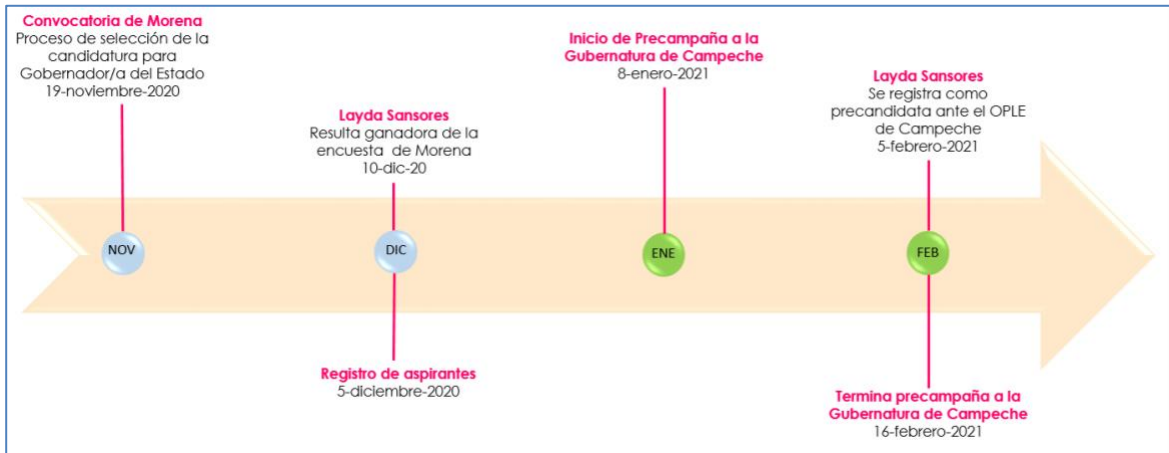 Convocatoria de Morena
Proceso de selección de la
candidatura para
Gobernador/a del Estado
19-noviembre-2020
Layda Sansores
Resulta ganadora de la
encuesta de Morena
10-dic-20
Inicio de Precampaña a la
Gubernatura de Campeche
8-enero-2021
Layda Sansores
Se registra como
precandidata ante el OPLE
de Campeche
5-febrero-2021
NOV
DIC
ENE
FEB
Registro de aspirantes
5-diciembre-2020
Termina precampaña a la
Gubernatura de Campeche
16-febrero-2021